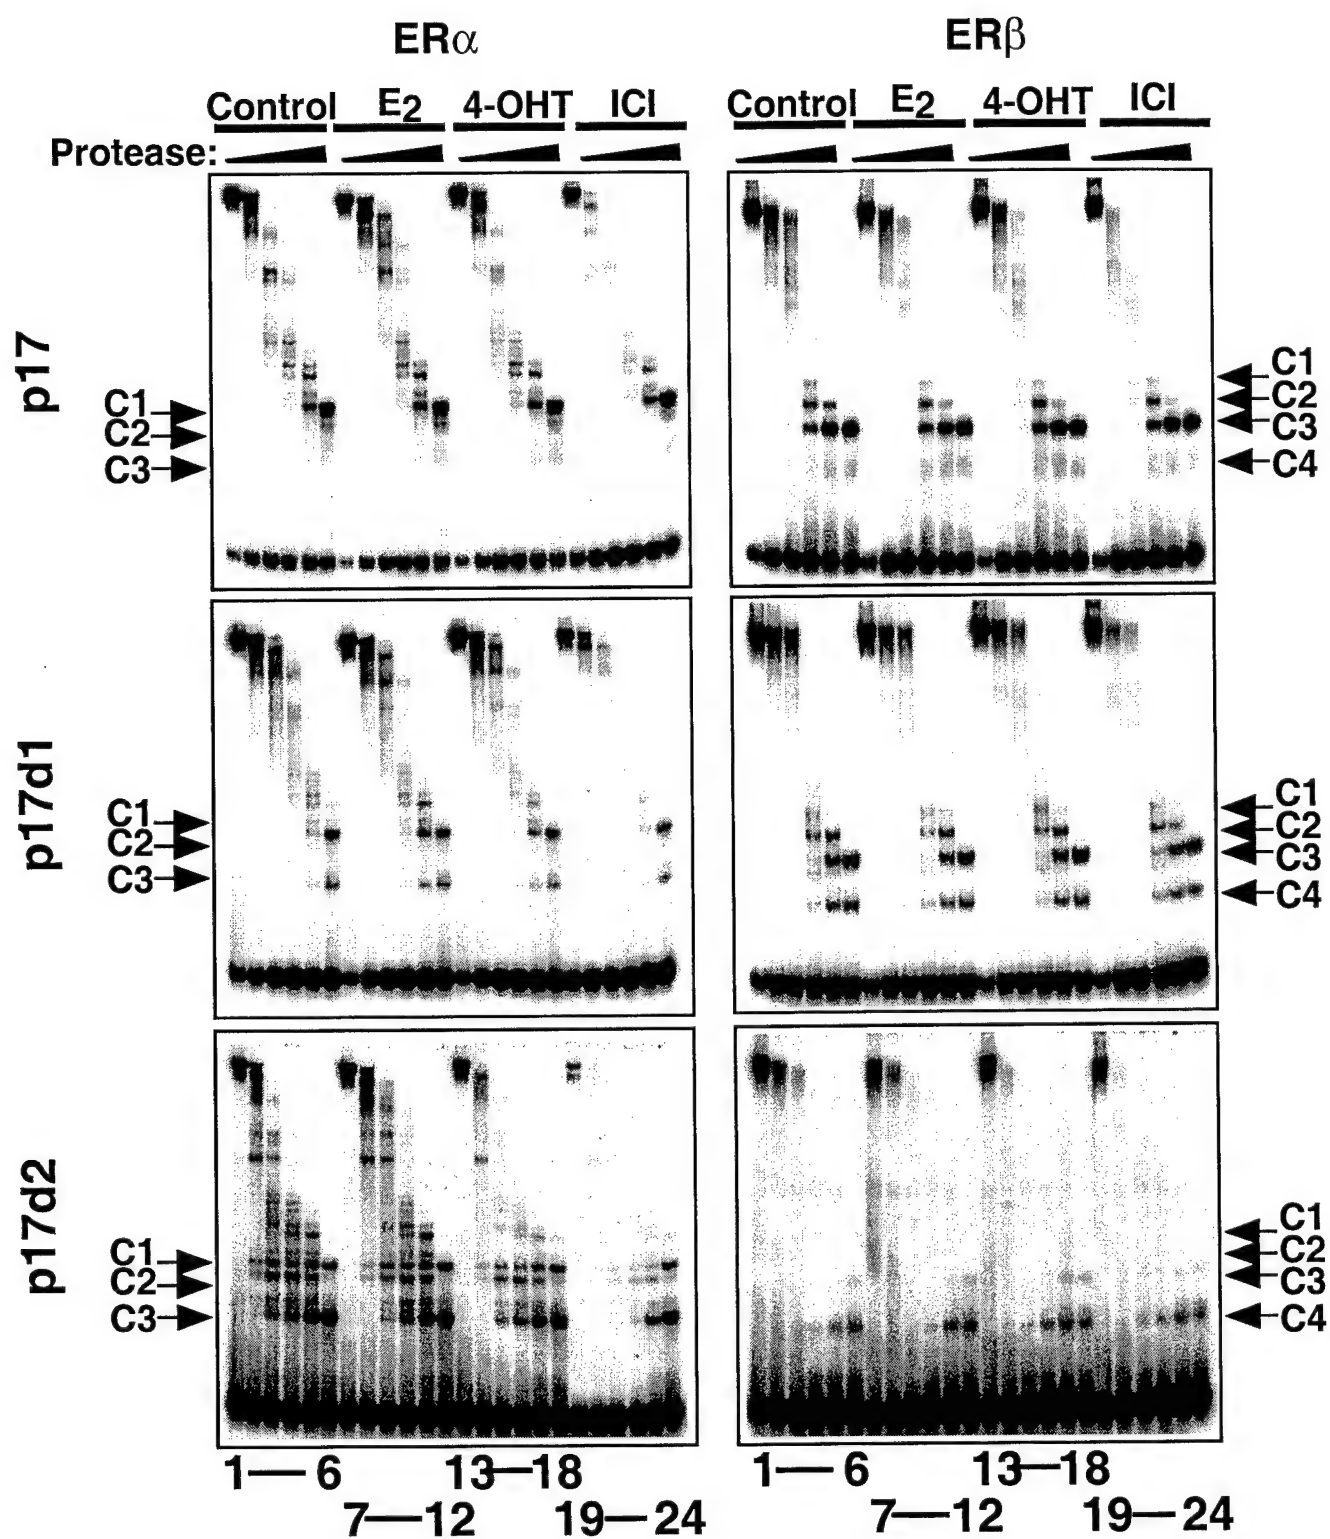 ERα ERβ
Control E2 4-OHT ICI Control E2 4-OHT ICI
Protease:
p17
C1
C2
C3
C1
C2
C3
C4
p17d1
C1
C2
C3
C1
C2
C3
C4
p17d2
C1
C2
C3
C1
C2
C3
C4
1—6 13—18 1—6 13—18
7—12 19—24 7—12 19—24